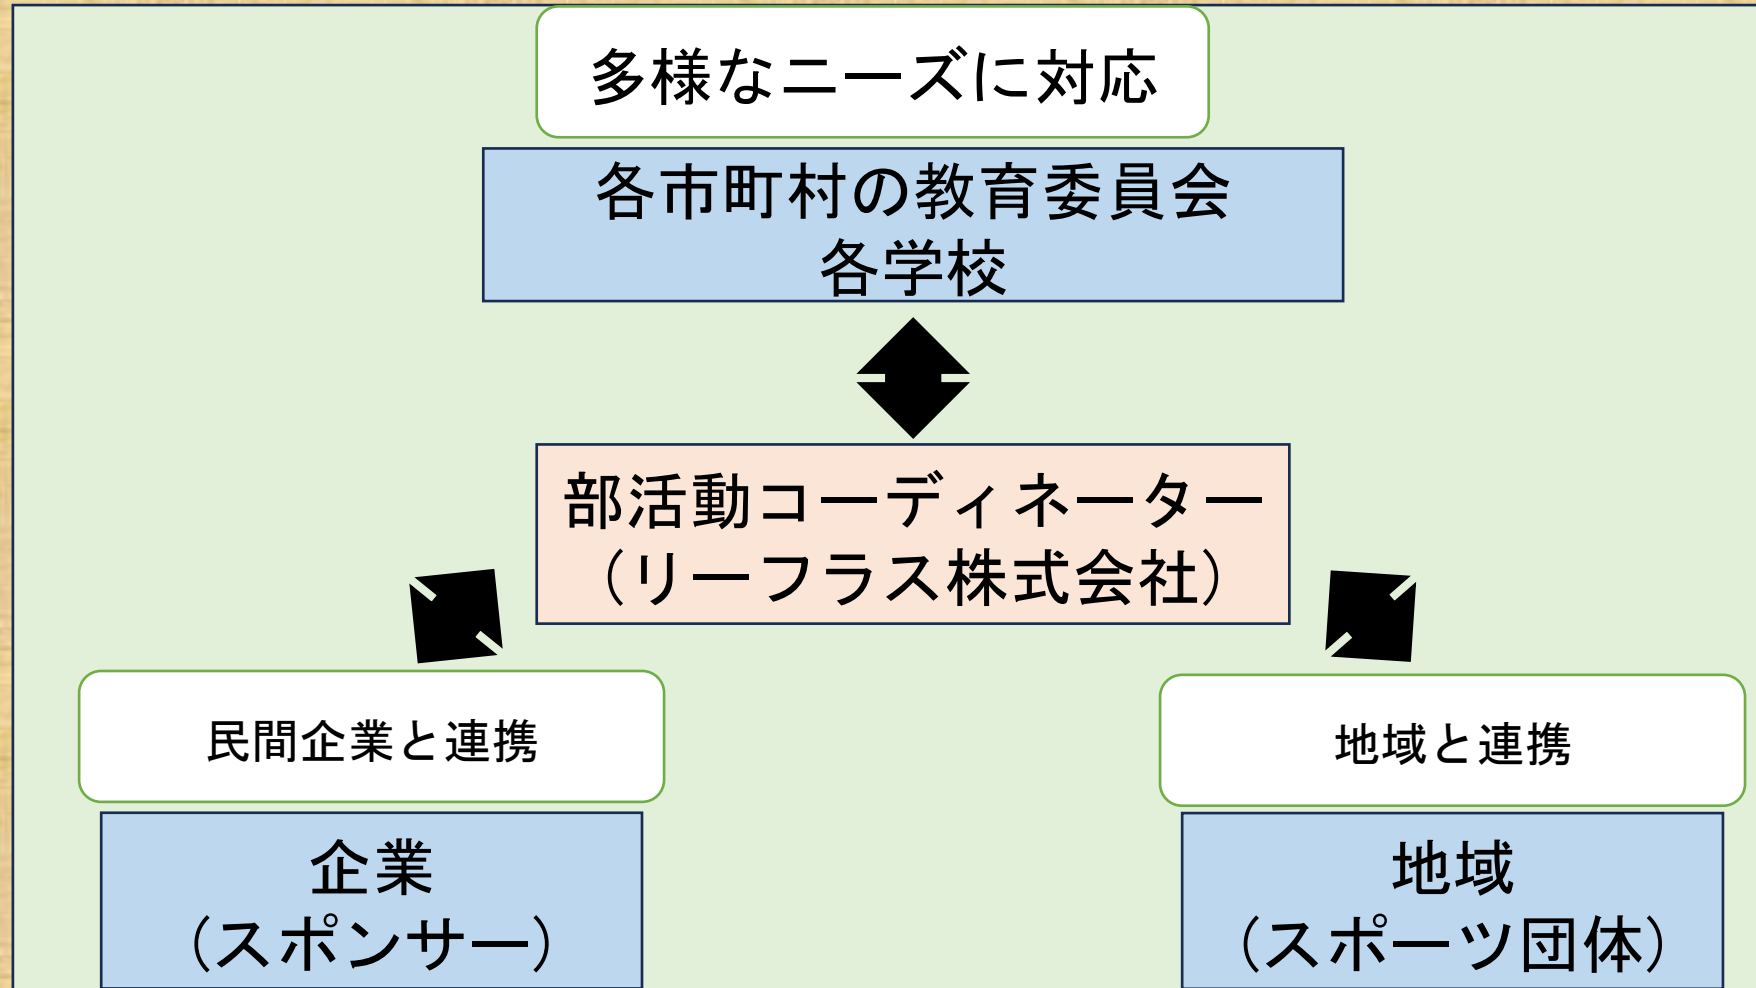 多様なニーズに対応
各市町村の教育委員会
各学校
部活動コーディネーター
（リーフラス株式会社）
民間企業と連携
地域と連携
企業
（スポンサー）
地域
（スポーツ団体）